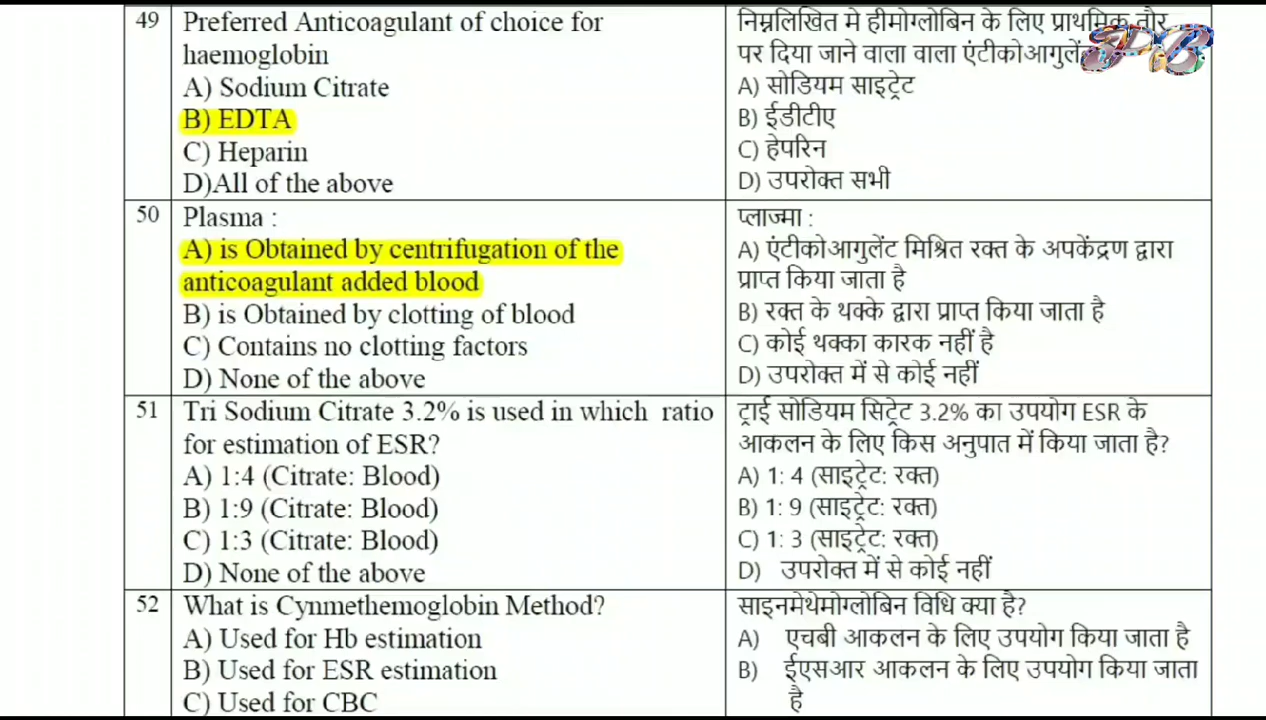 49
Preferred Anticoagulant of choice for
haemoglobin
A) Sodium Citrate
B) EDTA
C) Heparin
D)All of the above
निम्नलिखित मे हीमोग्लोबिन के लिए प्राथमिक तौर
पर दिया जाने वाला वाला एंटीकोआगुलें
A) सोडियम साइट्रेट
B) ईडीटीए
C) हेपरिन
D) उपरोक्त सभी
PB
50
Plasma :
A) is Obtained by centrifugation of the
anticoagulant added blood
B) is Obtained by clotting of blood
C) Contains no clotting factors
D) None of the above
प्लाज्मा :
A) एंटीकोआगुलेंट मिश्रित रक्त के अपकेंद्रण द्वारा
प्राप्त किया जाता है
B) रक्त के थक्के द्वारा प्राप्त किया जाता है
C) कोई थक्का कारक नहीं है
D) उपरोक्त में से कोई नहीं
51
Tri Sodium Citrate 3.2% is used in which ratio
for estimation of ESR?
A) 1:4 (Citrate: Blood)
B) 1:9 (Citrate: Blood)
C) 1:3 (Citrate: Blood)
D) None of the above
ट्राई सोडियम सिट्रेट 3.2% का उपयोग ESR के
आकलन के लिए किस अनुपात में किया जाता है?
A) 1: 4 (साइट्रेट: रक्त)
B) 1: 9 (साइट्रेट: रक्त)
C) 1: 3 (साइट्रेट: रक्त)
D) उपरोक्त में से कोई नहीं
52
What is Cynmethemoglobin Method?
A) Used for Hb estimation
B) Used for ESR estimation
C) Used for CBC
साइनमेथेमोग्लोबिन विधि क्या है?
A) एचबी आकलन के लिए उपयोग किया जाता है
B) ईएसआर आकलन के लिए उपयोग किया जाता
है